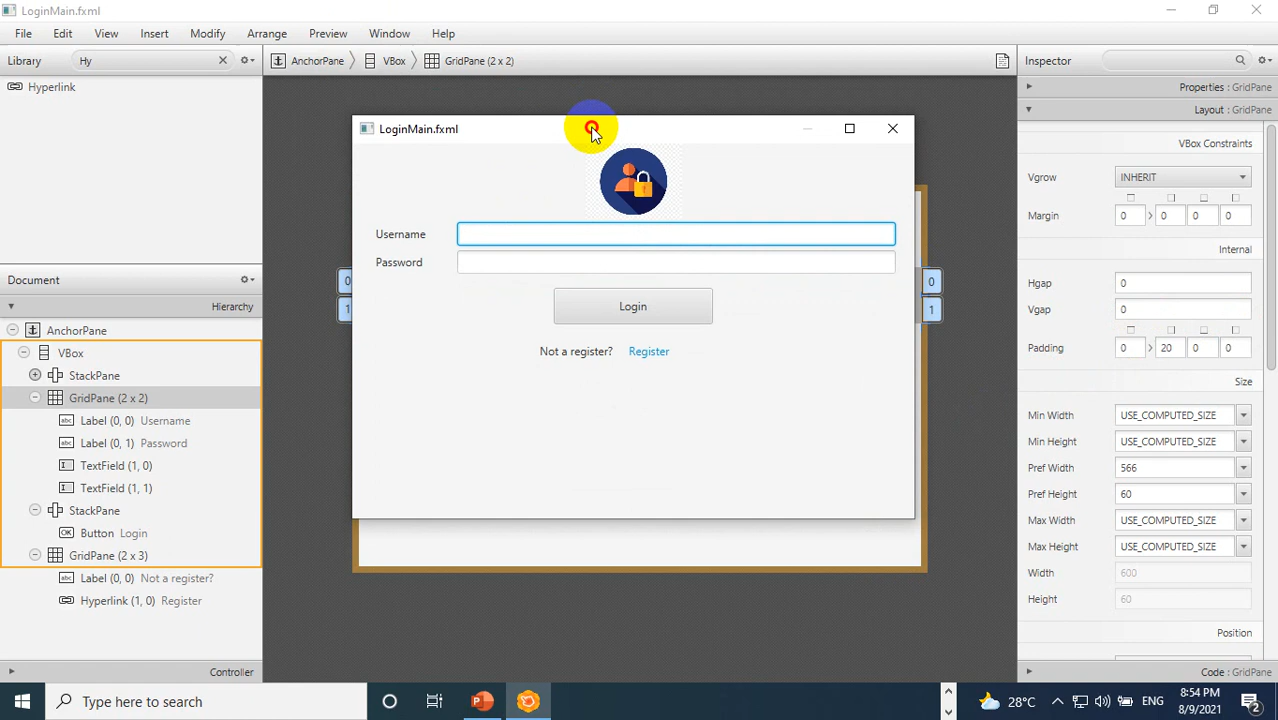 LoginMain.fxml
File Edit View Insert Modify Arrange Preview Window Help
Library Hy
Hyperlink
AnchorPane VBox GridPane (2 x 2)
Inspector
Properties : GridPane
Layout : GridPane
VBox Constraints
Vgrow INHERIT
Margin 0 0 0 0
Internal
Hgap 0
Vgap 0
Padding 0 20 0 0
Size
Min Width USE_COMPUTED_SIZE
Min Height USE_COMPUTED_SIZE
Pref Width 566
Pref Height 60
Max Width USE_COMPUTED_SIZE
Max Height USE_COMPUTED_SIZE
Width 600
Height 60
Position
Code : GridPane
LoginMain.fxml
Username
Password
Login
Not a register? Register
0 0
1 1
Document
Hierarchy
AnchorPane
VBox
StackPane
GridPane (2 x 2)
Label (0, 0) Username
Label (0, 1) Password
TextField (1, 0)
TextField (1, 1)
StackPane
OK Button Login
GridPane (2 x 3)
Label (0, 0) Not a register?
Hyperlink (1, 0) Register
Controller
Type here to search
28°C
ENG
8:54 PM
8/9/2021
2